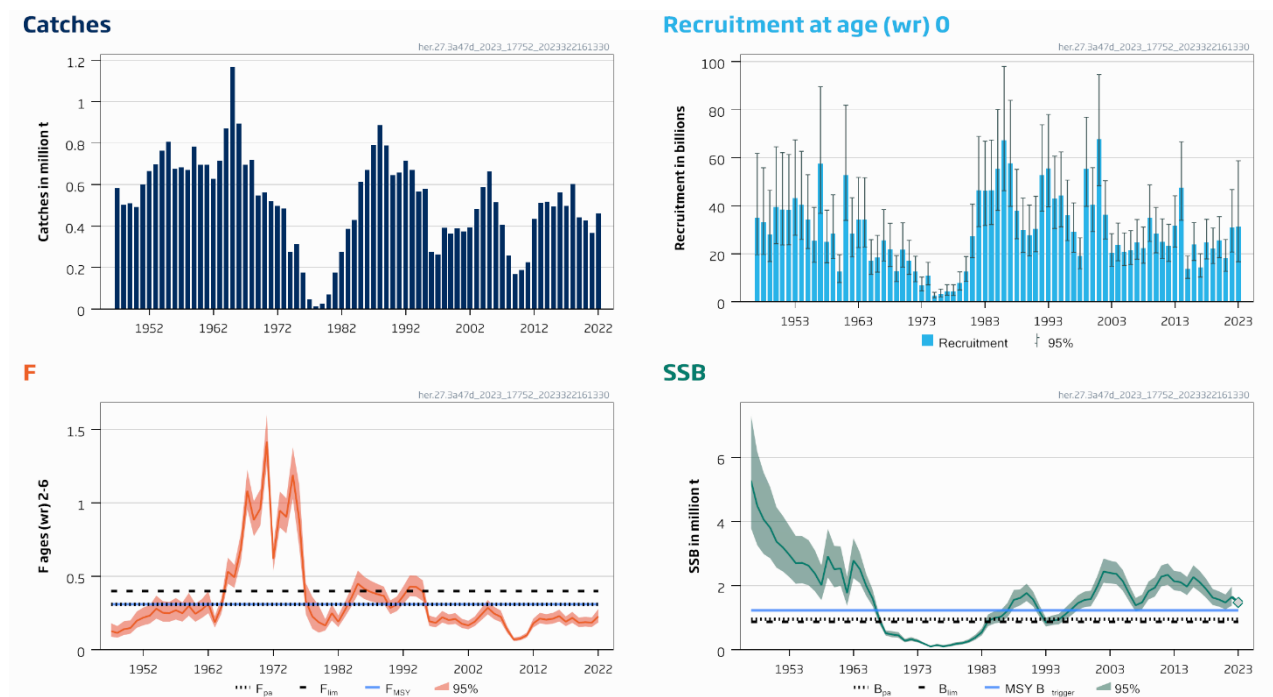 Catches
her.27.3a47d_2023_17752_2023322161330
Catches in million t
1.2
1
0.8
0.6
0.4
0.2
0
1952 1962 1972 1982 1992 2002 2012 2022
Recruitment at age (wr) 0
her.27.3a47d_2023_17752_2023322161330
Recruitment in billions
100
80
60
40
20
0
1953 1963 1973 1983 1993 2003 2013 2023
Recruitment 95%
F
her.27.3a47d_2023_17752_2023322161330
F ages (wr) 2-6
1.5
1
0.5
0
1952 1962 1972 1982 1992 2002 2012 2022
Fpa Flim FMSY 95%
SSB
her.27.3a47d_2023_17752_2023322161330
SSB in million t
6
4
2
0
1953 1963 1973 1983 1993 2003 2013 2023
Bpa Blim MSY B trigger 95%